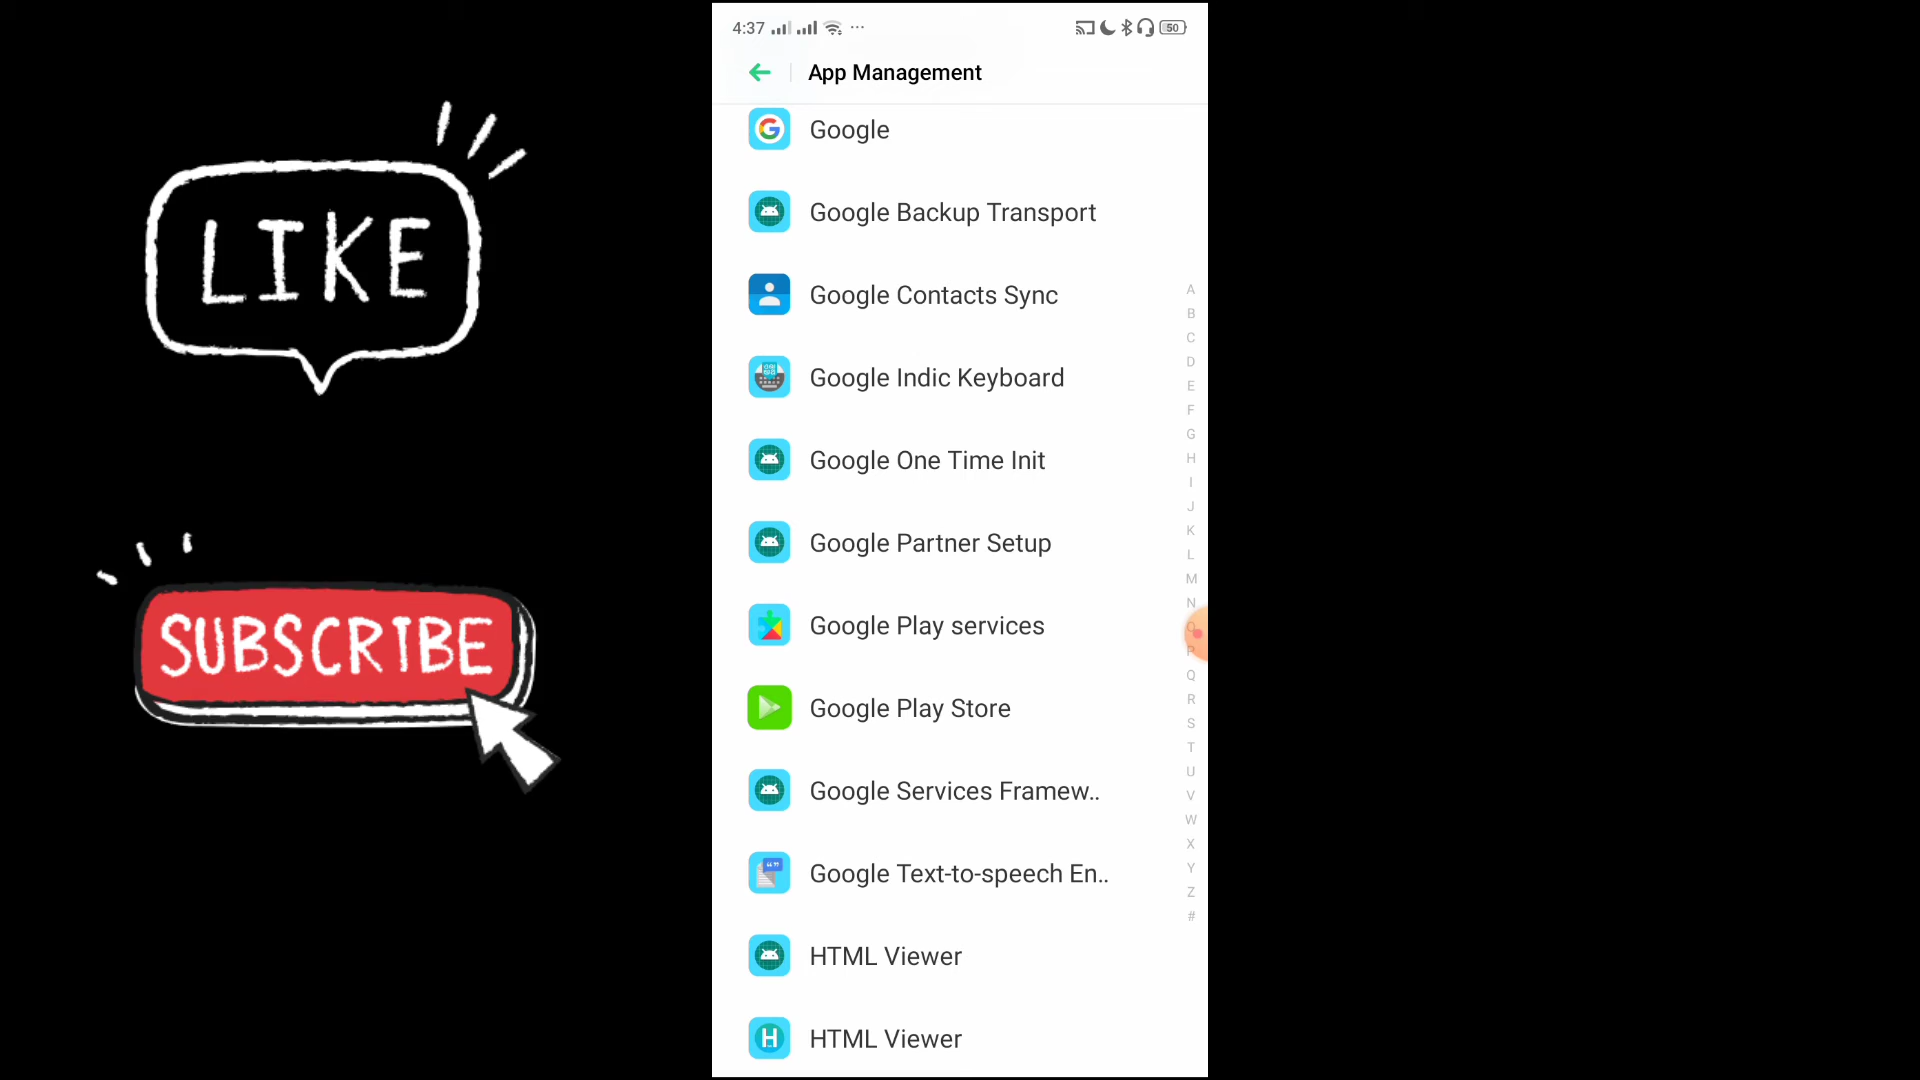 LIKE
SUBSCRIBE
4:37
50
App Management
Google
Google Backup Transport
Google Contacts Sync
Google Indic Keyboard
Google One Time Init
Google Partner Setup
Google Play services
Google Play Store
Google Services Framew..
Google Text-to-speech En..
HTML Viewer
HTML Viewer
A
B
C
D
E
F
G
H
I
J
K
L
M
N
O
P
Q
R
S
T
U
V
W
X
Y
Z
#